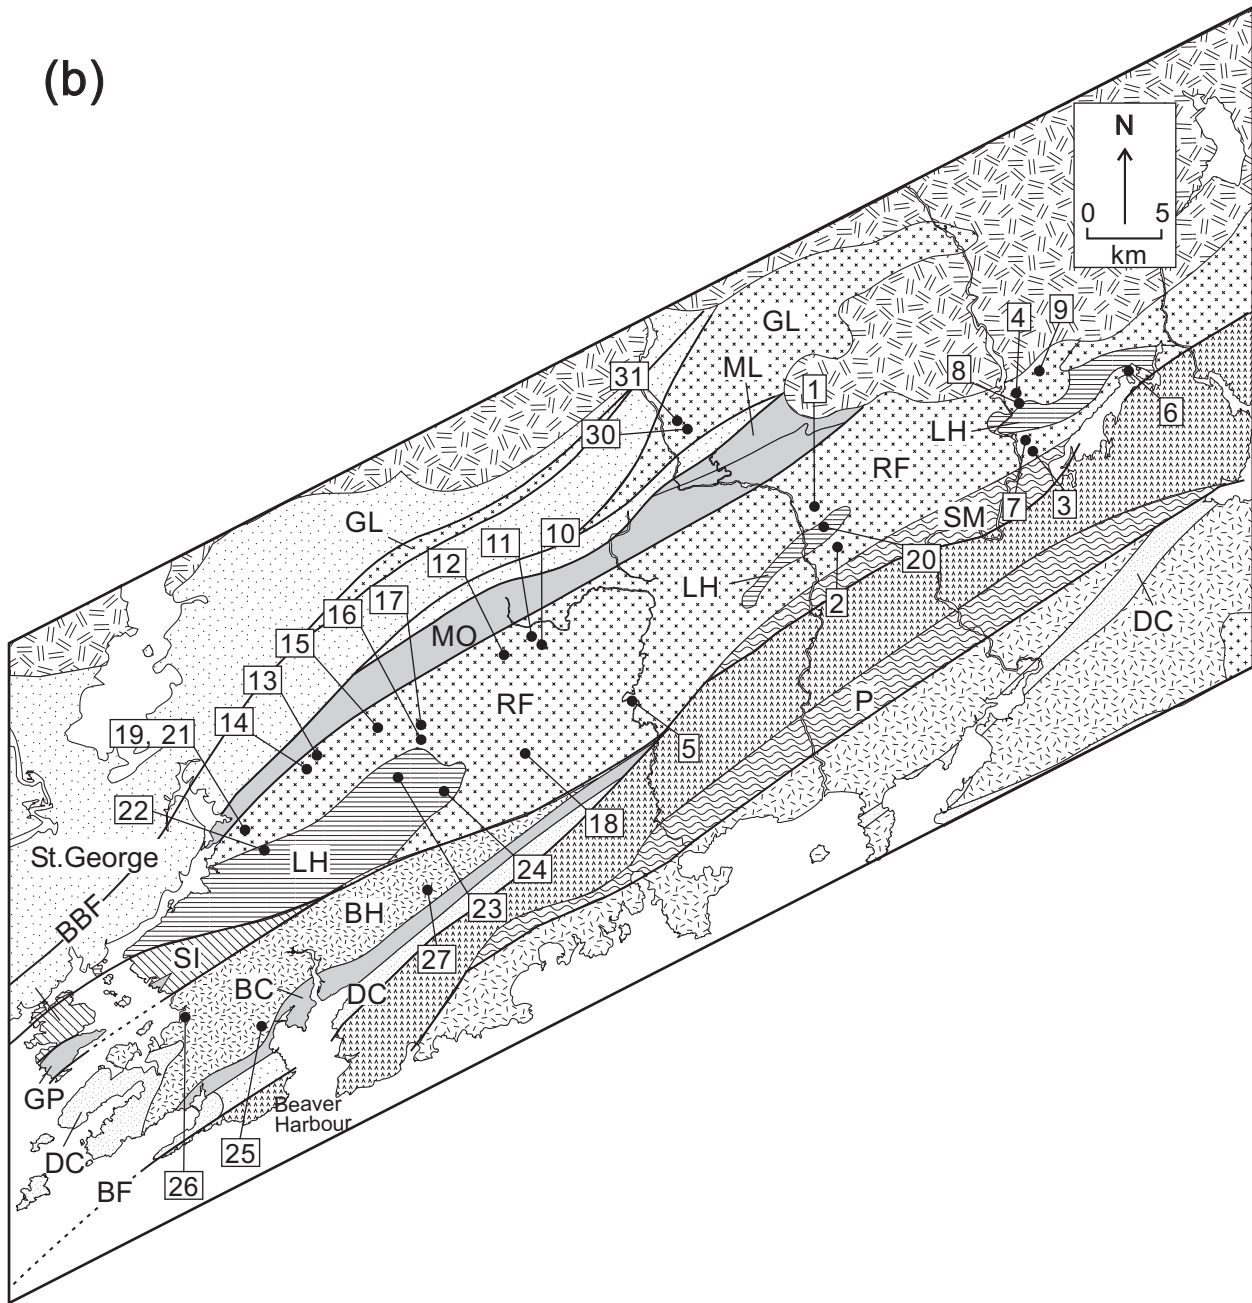 (b)
N
0 5
km
GL
4
9
ML
31
8
1
6
30
LH
RF
GL
7
3
SM
11
10
12
20
17
LH
2
16
DC
MO
15
13
RF
P
14
19, 21
5
22
18
St.George
LH
24
BBF
23
BH
SI
27
BC
DC
GP
Beaver
Harbour
25
DC
26
BF